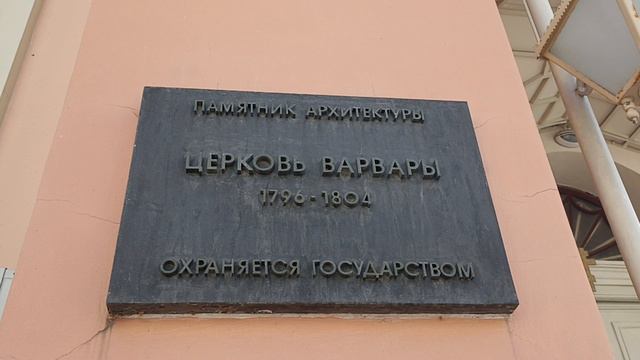 ПАМЯТНИК АРХИТЕКТУРЫ
ЦЕРКОВЬ ВАРВАРЫ
1796-1804
ОХРАНЯЕТСЯ ГОСУДАРСТВОМ